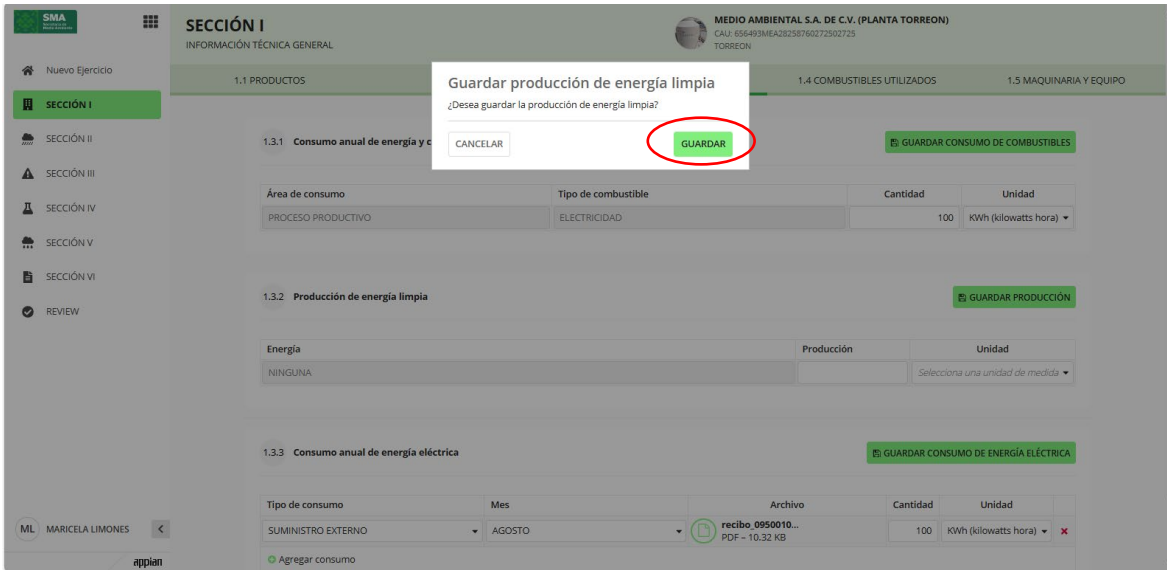 SMA
SECCIÓN I
INFORMACIÓN TÉCNICA GENERAL
MEDIO AMBIENTAL S.A. DE C.V. (PLANTA TORREON)
CAU: 656493MEA28258760272502725
TORREON
Nuevo Ejercicio
SECCIÓN I
SECCIÓN II
SECCIÓN III
SECCIÓN IV
SECCIÓN V
SECCIÓN VI
REVIEW
1.1 PRODUCTOS
1.4 COMBUSTIBLES UTILIZADOS
1.5 MAQUINARIA Y EQUIPO
Guardar producción de energía limpia
¿Desea guardar la producción de energía limpia?
CANCELAR
GUARDAR
1.3.1 Consumo anual de energía y c
GUARDAR CONSUMO DE COMBUSTIBLES
Área de consumo Tipo de combustible Cantidad Unidad
PROCESO PRODUCTIVO ELECTRICIDAD 100 KWh (kilowatts hora)
1.3.2 Producción de energía limpia
GUARDAR PRODUCCIÓN
Energía Producción Unidad
NINGUNA Selecciona una unidad de medida
1.3.3 Consumo anual de energía eléctrica
GUARDAR CONSUMO DE ENERGÍA ELÉCTRICA
Tipo de consumo Mes Archivo Cantidad Unidad
SUMINISTRO EXTERNO AGOSTO recibo_0950010... 100 KWh (kilowatts hora)
PDF – 10.32 KB
Agregar consumo
ML MARICELA LIMONES
appian